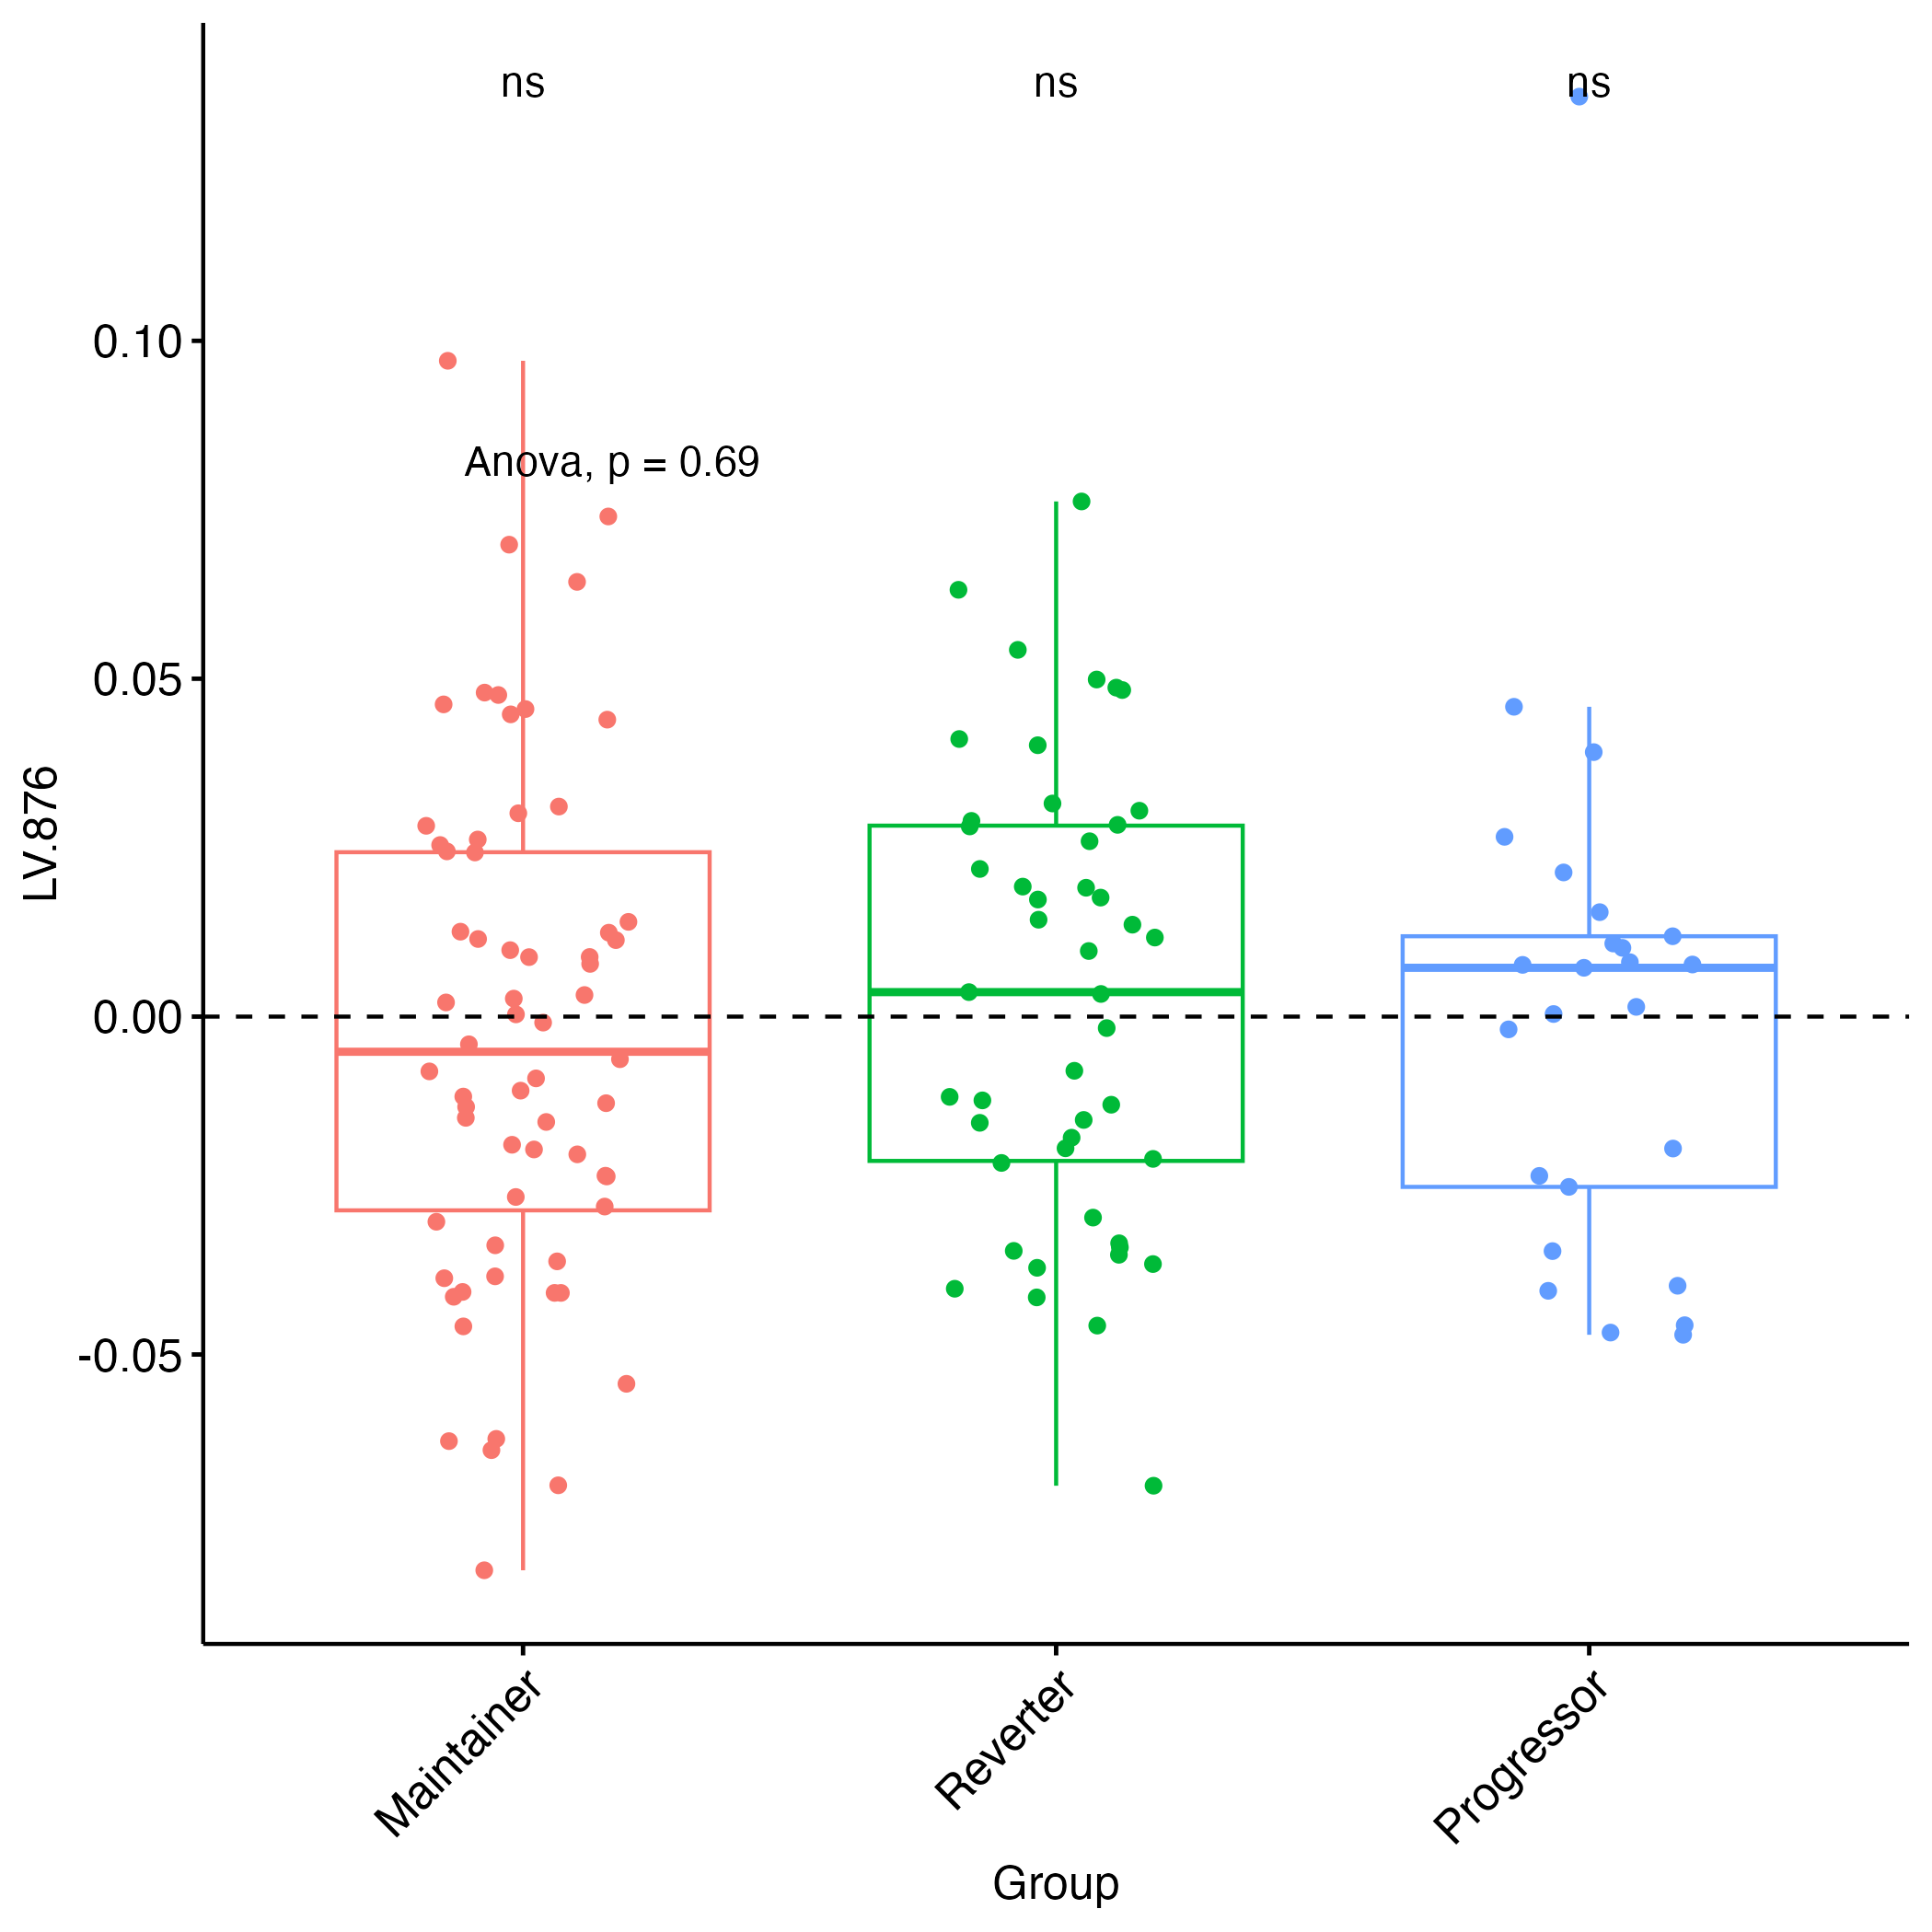 ns ns ns
Anova, p = 0.69
0.10
0.05
0.00
-0.05
LV.876
Maintainer Reverter Progressor
Group